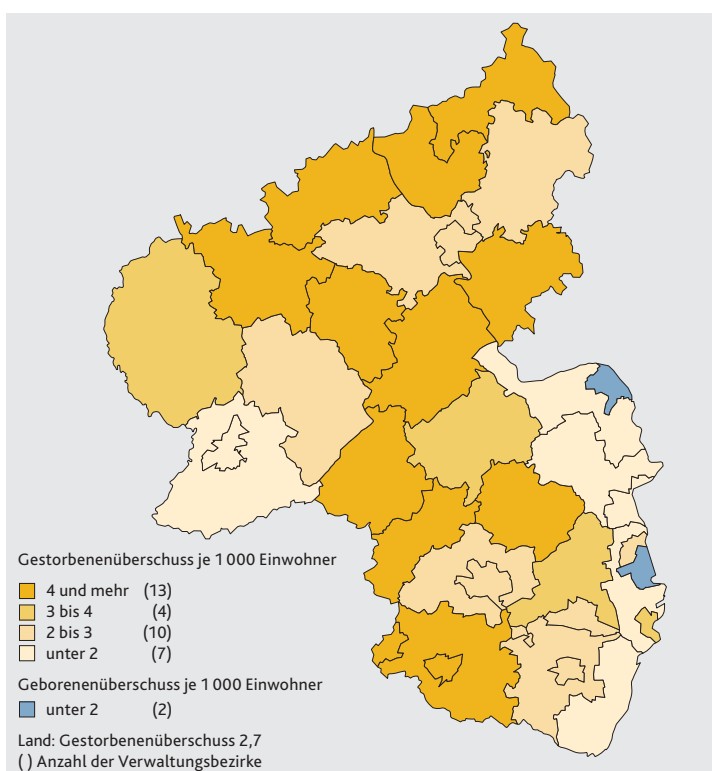 Gestorbenenüberschuss je 1 000 Einwohner
4 und mehr (13)
3 bis 4 (4)
2 bis 3 (10)
unter 2 (7)
Geborenenüberschuss je 1 000 Einwohner
unter 2 (2)
Land: Gestorbenenüberschuss 2,7
( ) Anzahl der Verwaltungsbezirke